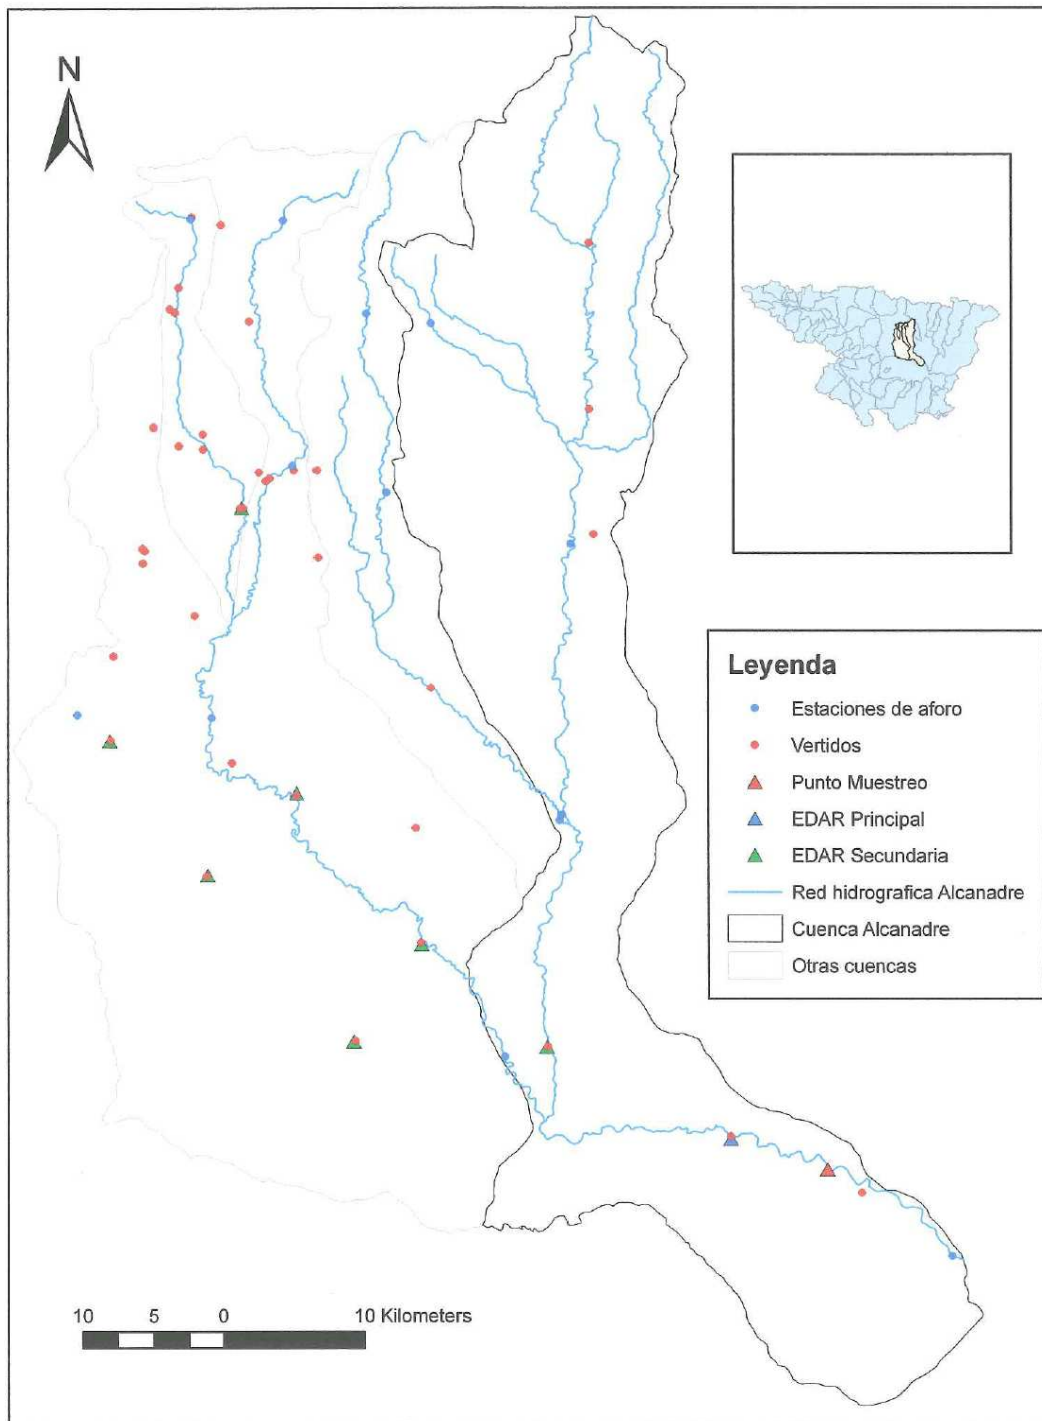 N
Leyenda
Estaciones de aforo
Vertidos
Punto Muestreo
EDAR Principal
EDAR Secundaria
Red hidrografica Alcanadre
Cuenca Alcanadre
Otras cuencas
10 5 0 10 Kilometers